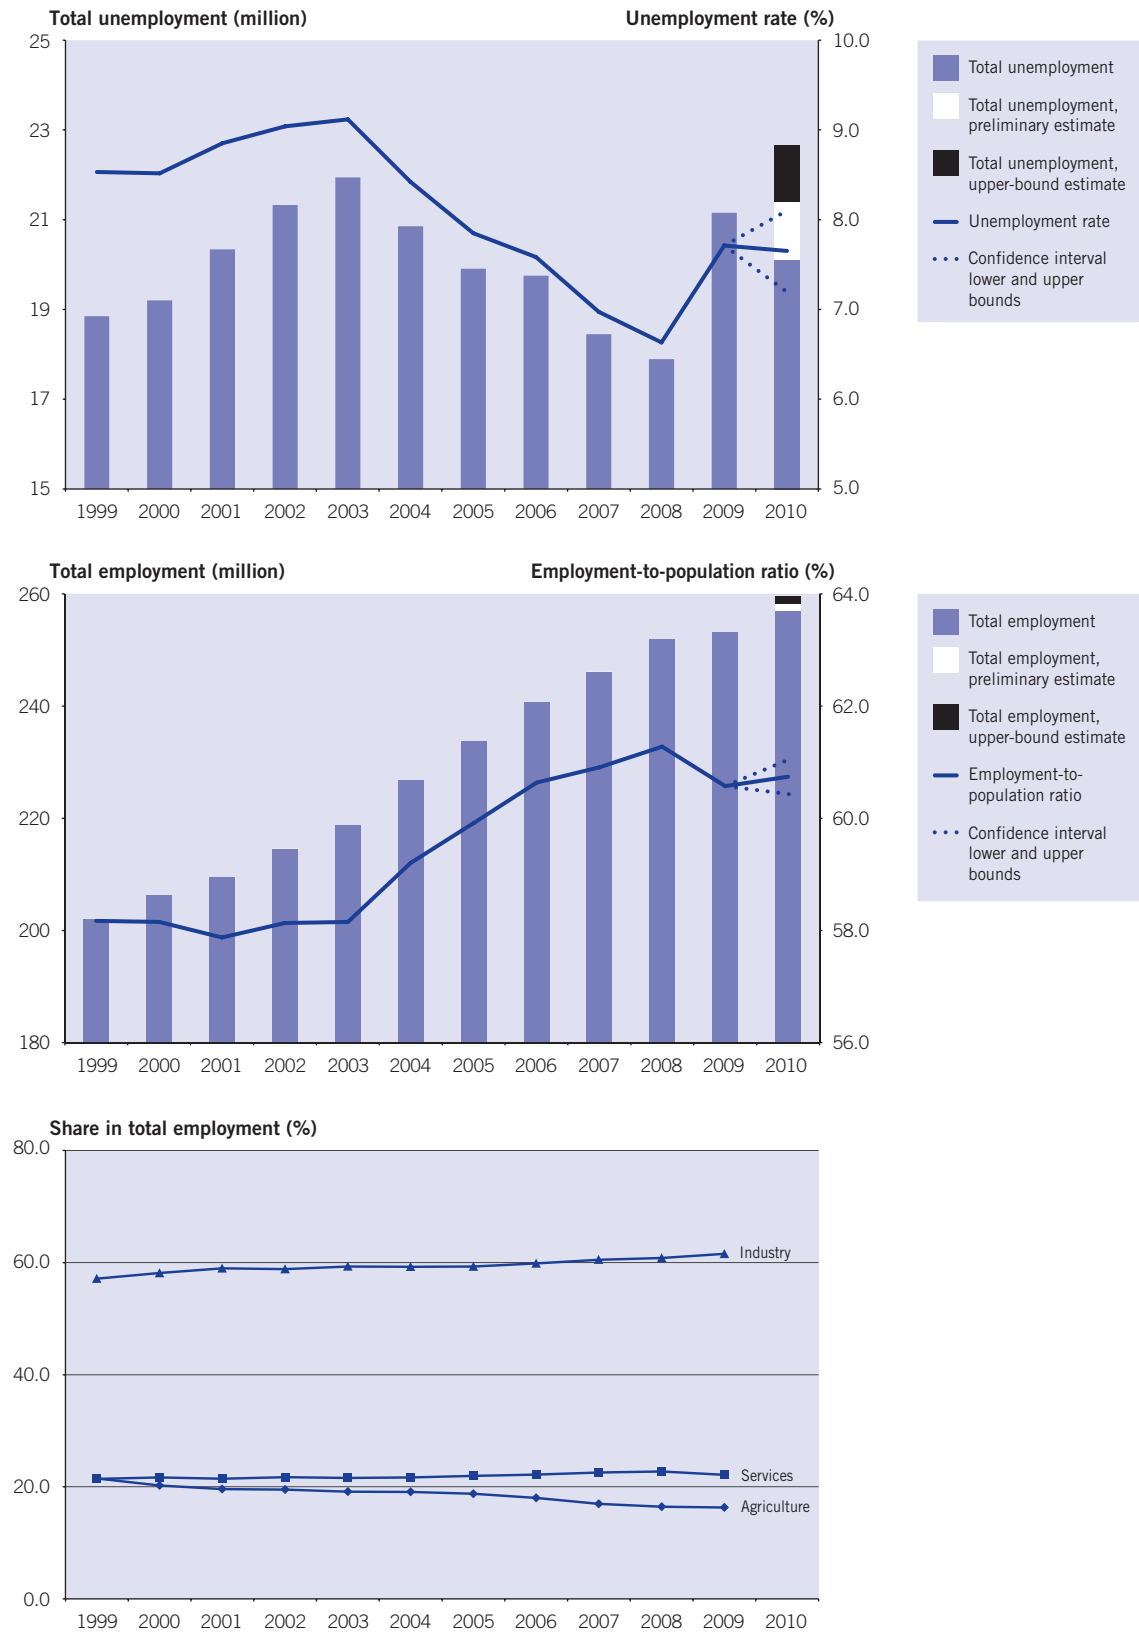 Total unemployment (million)
Unemployment rate (%)
25
23
21
19
17
15
10.0
9.0
8.0
7.0
6.0
5.0
1999 2000 2001 2002 2003 2004 2005 2006 2007 2008 2009 2010
Total unemployment
Total unemployment,
preliminary estimate
Total unemployment,
upper-bound estimate
Unemployment rate
Confidence interval
lower and upper
bounds
Total employment (million)
Employment-to-population ratio (%)
260
240
220
200
180
64.0
62.0
60.0
58.0
56.0
1999 2000 2001 2002 2003 2004 2005 2006 2007 2008 2009 2010
Total employment
Total employment,
preliminary estimate
Total employment,
upper-bound estimate
Employment-to-
population ratio
Confidence interval
lower and upper
bounds
Share in total employment (%)
80.0
60.0
40.0
20.0
0.0
Industry
Services
Agriculture
1999 2000 2001 2002 2003 2004 2005 2006 2007 2008 2009 2010